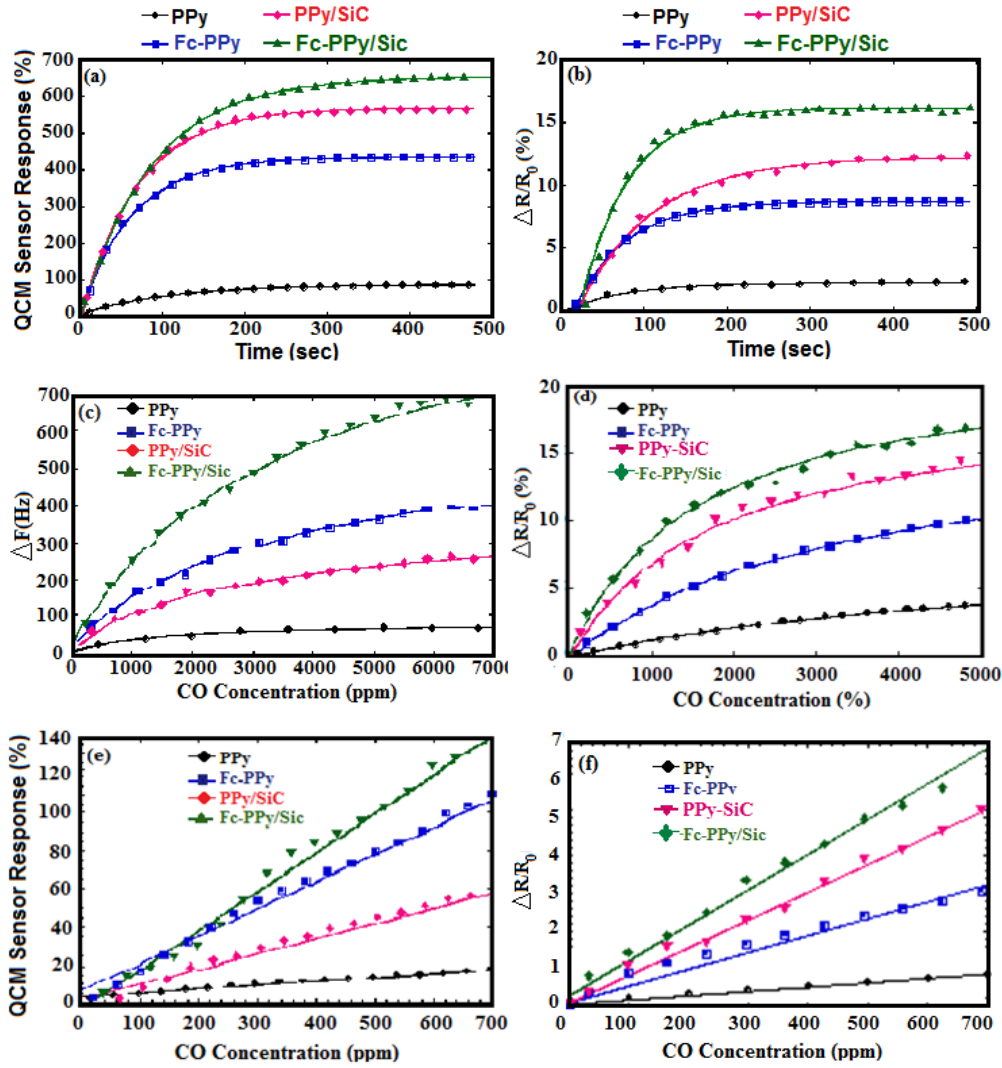 PPy PPy/SiC
Fc-PPy Fc-PPy/Sic
QCM Sensor Response (%)
700
600
500
400
300
200
100
0
(a)
0 100 200 300 400 500
Time (sec)
PPy PPy/SiC
Fc-PPy Fc-PPy/Sic
△R/R0 (%)
20
15
10
5
0
(b)
0 100 200 300 400 500
Time (sec)
△F(Hz)
700
600
500
400
300
200
100
0
(c)
PPy
Fc-PPy
PPy/SiC
Fc-PPy/Sic
0 1000 2000 3000 4000 5000 6000 7000
CO Concentration (ppm)
△R/R0 (%)
20
15
10
5
0
(d)
PPy
Fc-PPy
PPy-SiC
Fc-PPy/Sic
0 1000 2000 3000 4000 5000
CO Concentration (%)
QCM Sensor Response (%)
140
120
100
80
60
40
20
0
(e)
PPy
Fc-PPy
PPy/SiC
Fc-PPy/Sic
0 100 200 300 400 500 600 700
CO Concentration (ppm)
△R/R0
7
6
5
4
3
2
1
0
(f)
PPy
Fc-PPv
PPy-SiC
Fc-PPy/Sic
0 100 200 300 400 500 600 700
CO Concentration (ppm)